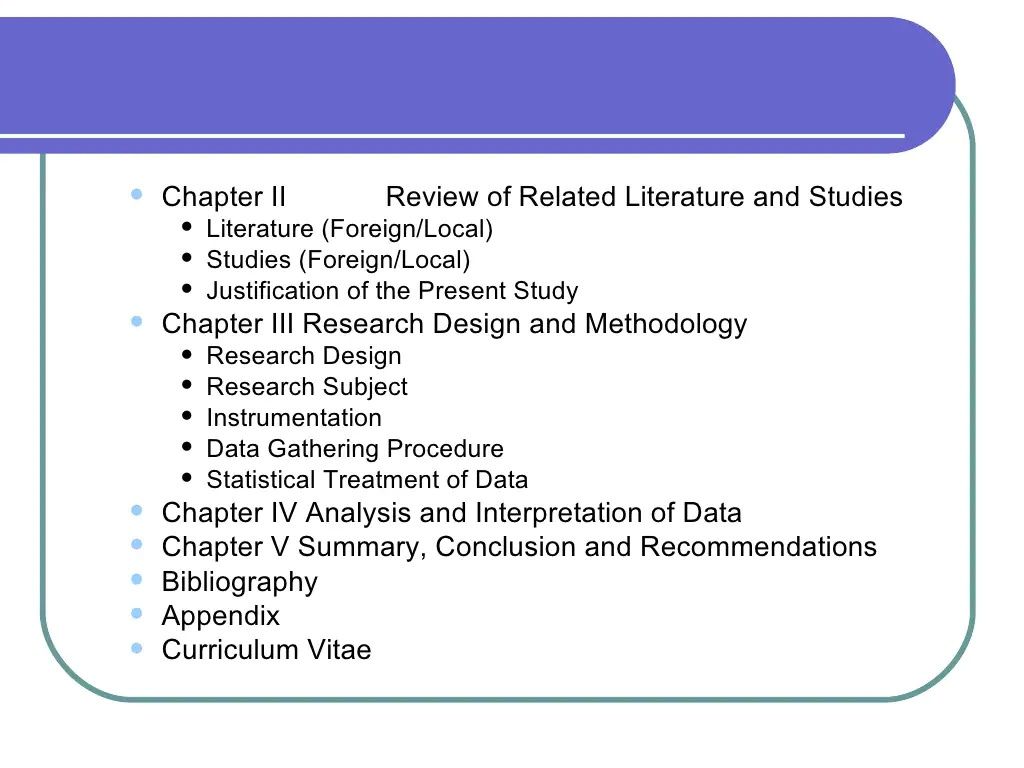 Chapter II Review of Related Literature and Studies
Literature (Foreign/Local)
Studies (Foreign/Local)
Justification of the Present Study
Chapter III Research Design and Methodology
Research Design
Research Subject
Instrumentation
Data Gathering Procedure
Statistical Treatment of Data
Chapter IV Analysis and Interpretation of Data
Chapter V Summary, Conclusion and Recommendations
Bibliography
Appendix
Curriculum Vitae